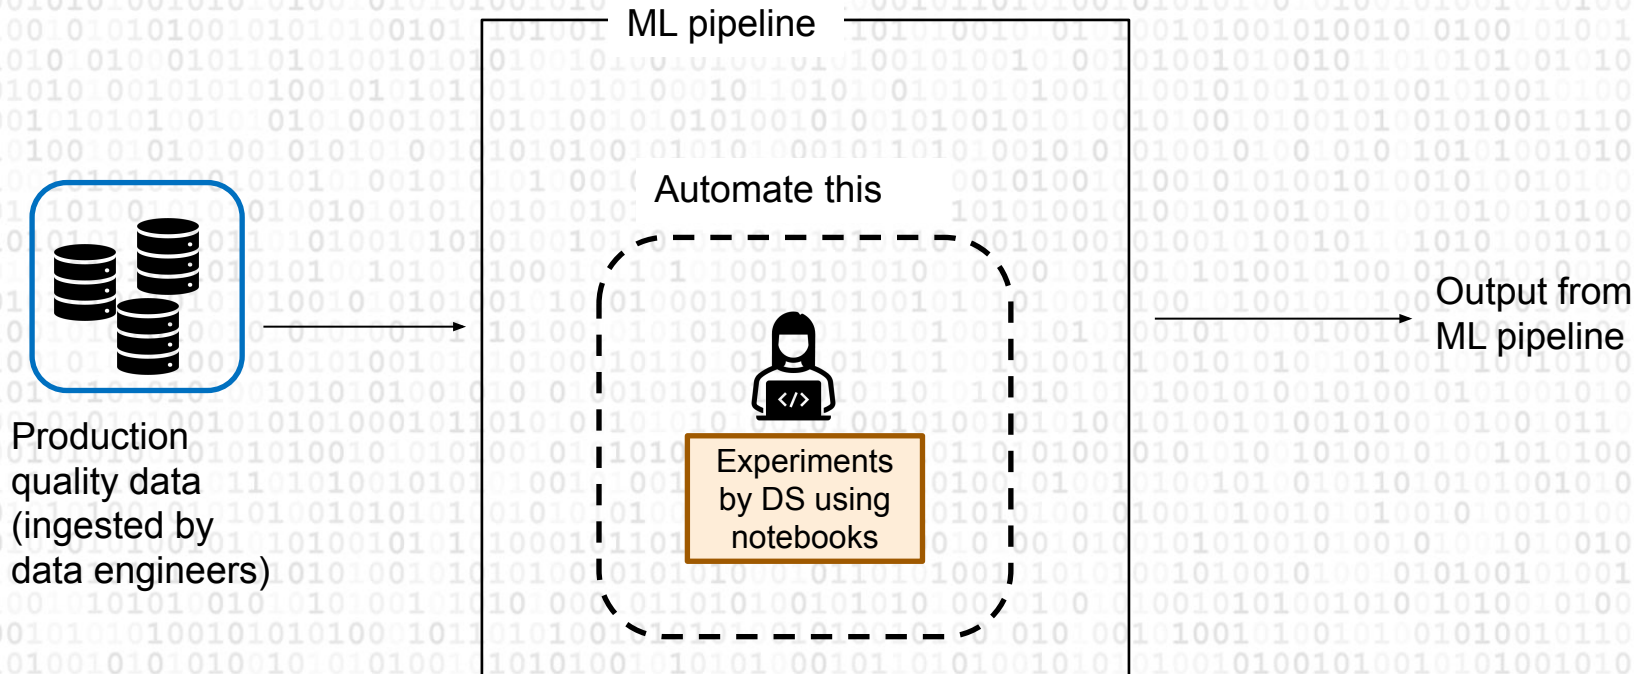 ML pipeline
Automate this
</>
Experiments
by DS using
notebooks
Production
quality data
(ingested by
data engineers)
Output from
ML pipeline